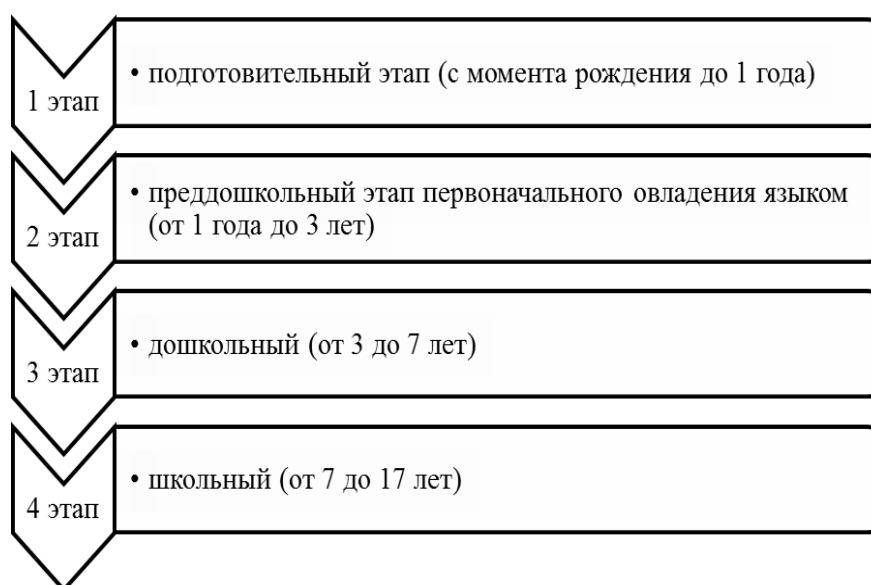 1 этап
• подготовительный этап (с момента рождения до 1 года)
2 этап
• преддошкольный этап первоначального овладения языком
(от 1 года до 3 лет)
3 этап
• дошкольный (от 3 до 7 лет)
4 этап
• школьный (от 7 до 17 лет)